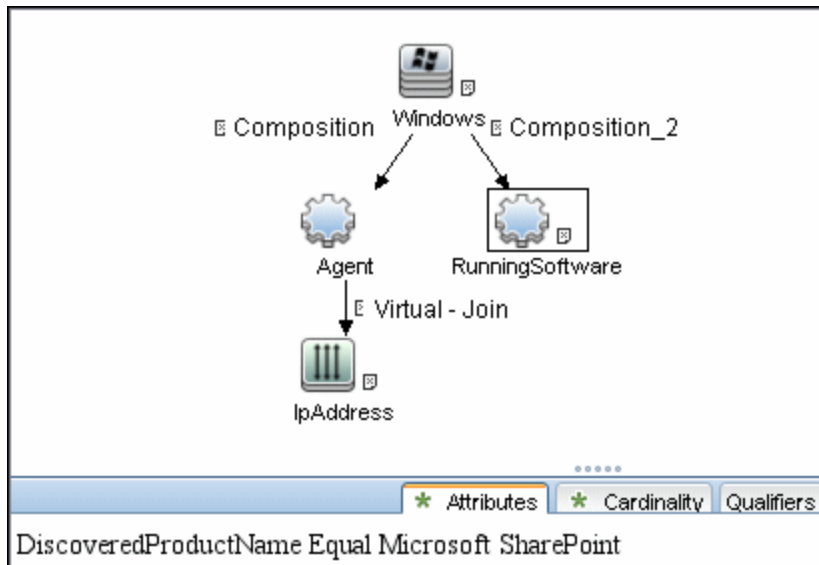 Windows
Composition
Composition_2
Agent
RunningSoftware
Virtual - Join
IpAddress
Attributes Cardinality Qualifiers
DiscoveredProductName Equal Microsoft SharePoint